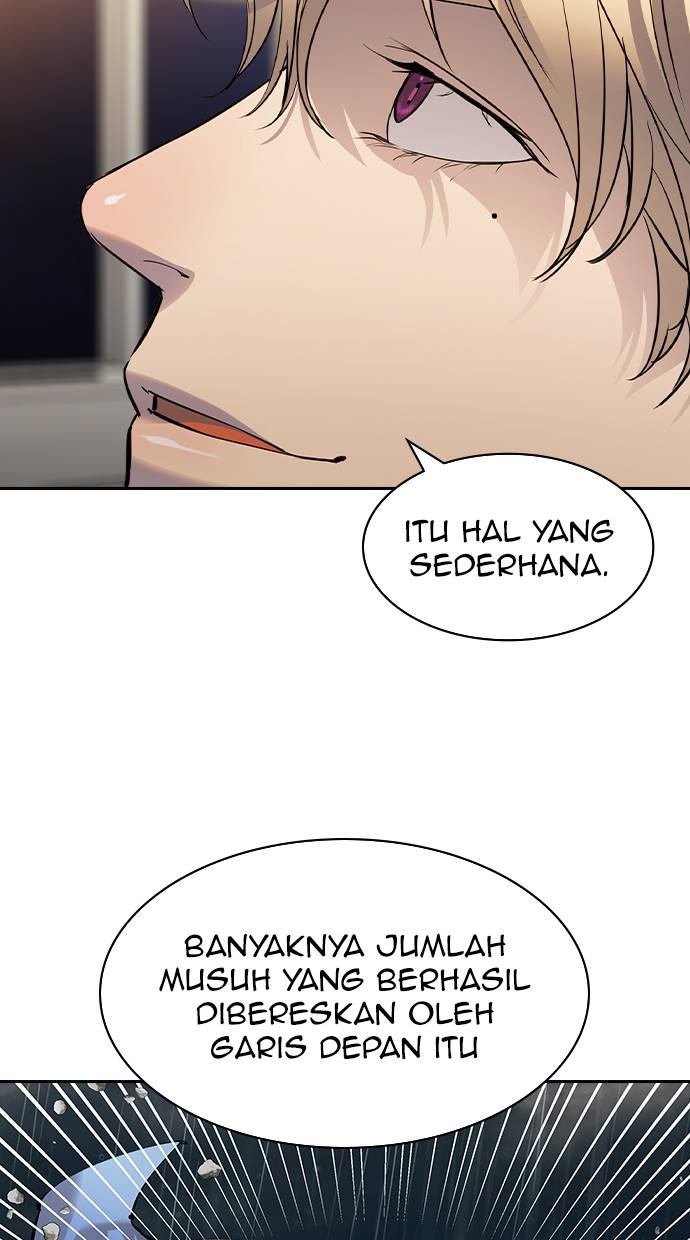 ITU HAL YANG
SEDERHANA.
BANYAKNYA JUMLAH
MUSUH YANG BERHASIL
DIBERESKAN OLEH
GARIS DEPAN ITU